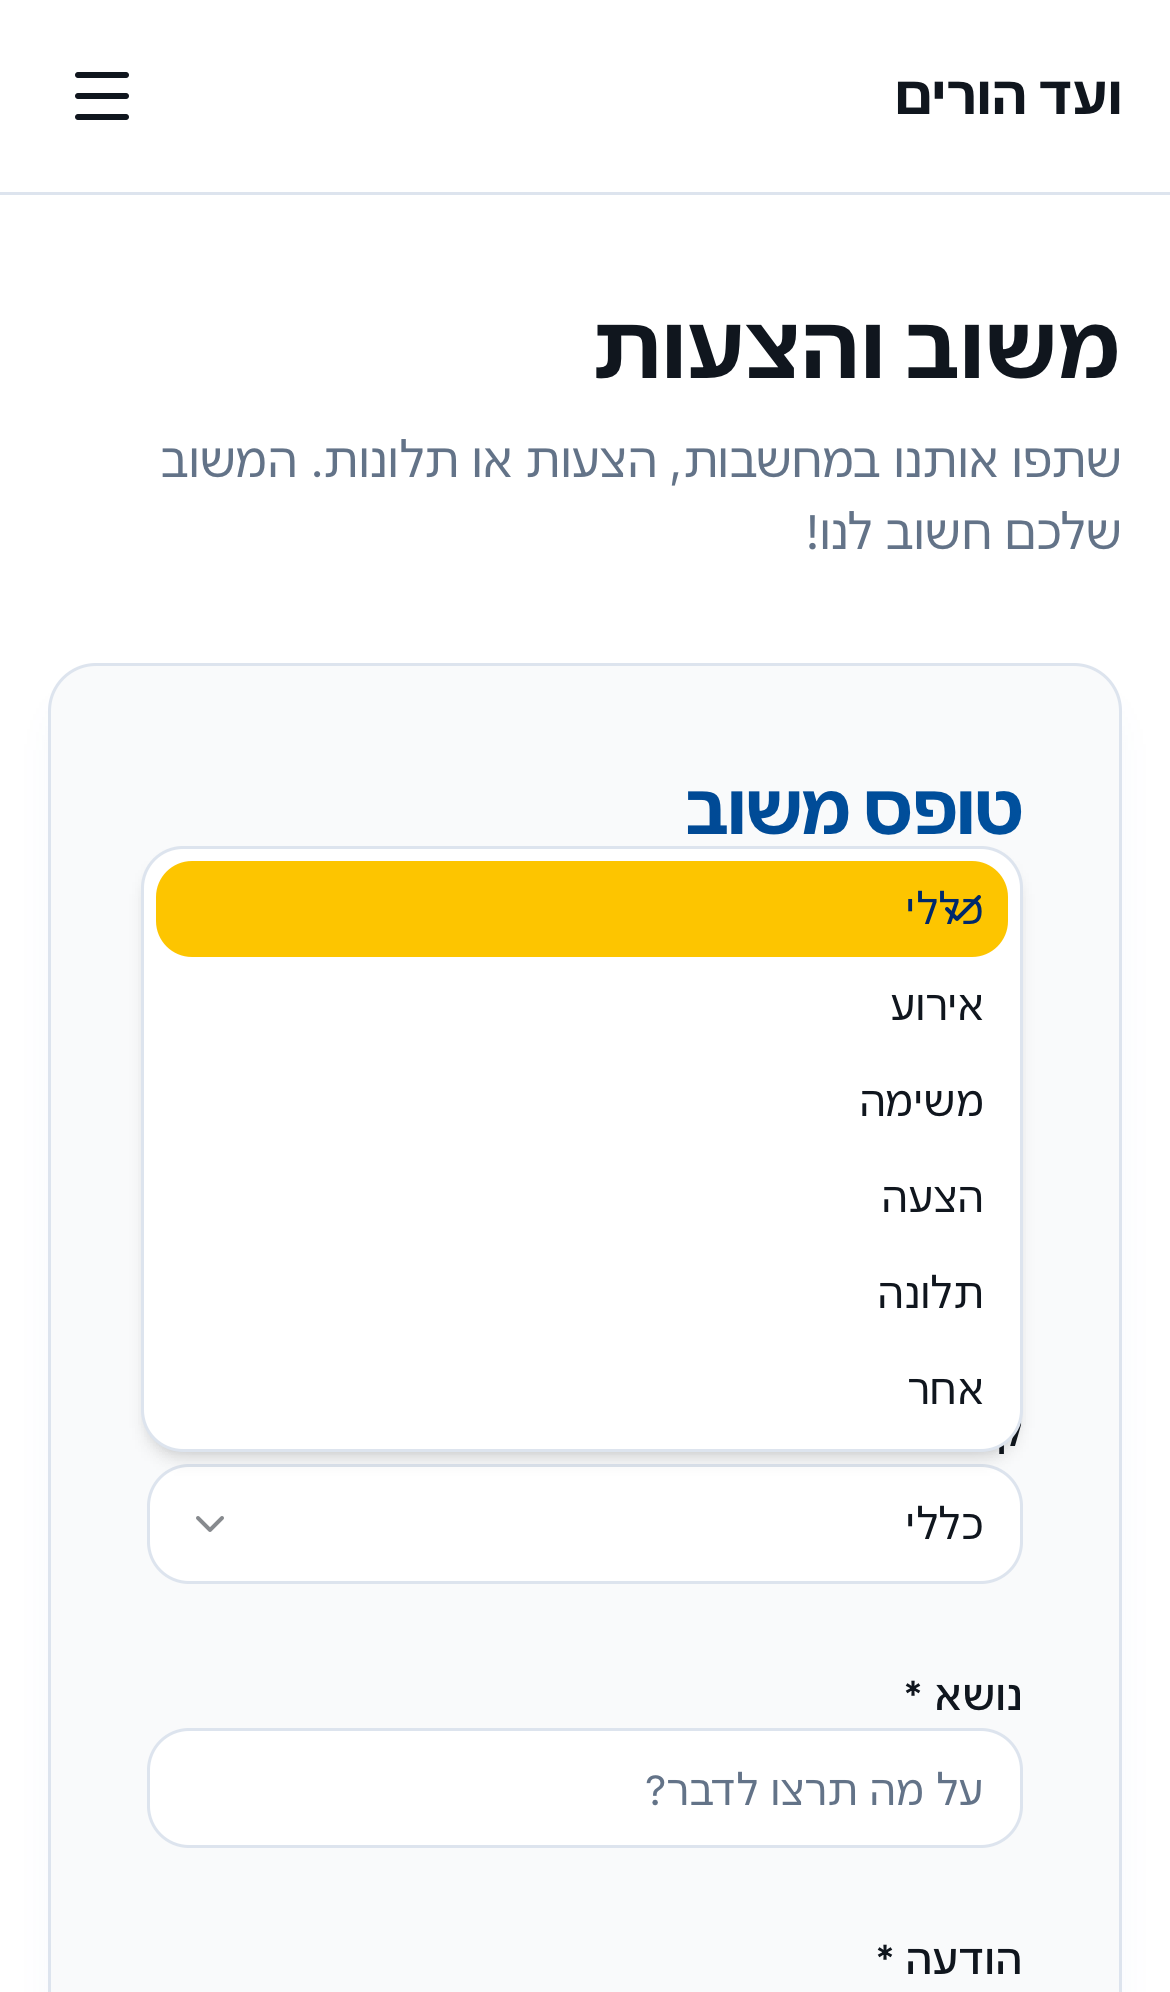 ועד הורים
משוב והצעות
שתפו אותנו במחשבות, הצעות או תלונות. המשוב
שלכם חשוב לנו!
טופס משוב
כללי
אירוע
משימה
הצעה
תלונה
אחר
כללי
נושא *
על מה תרצו לדבר?
הודעה *